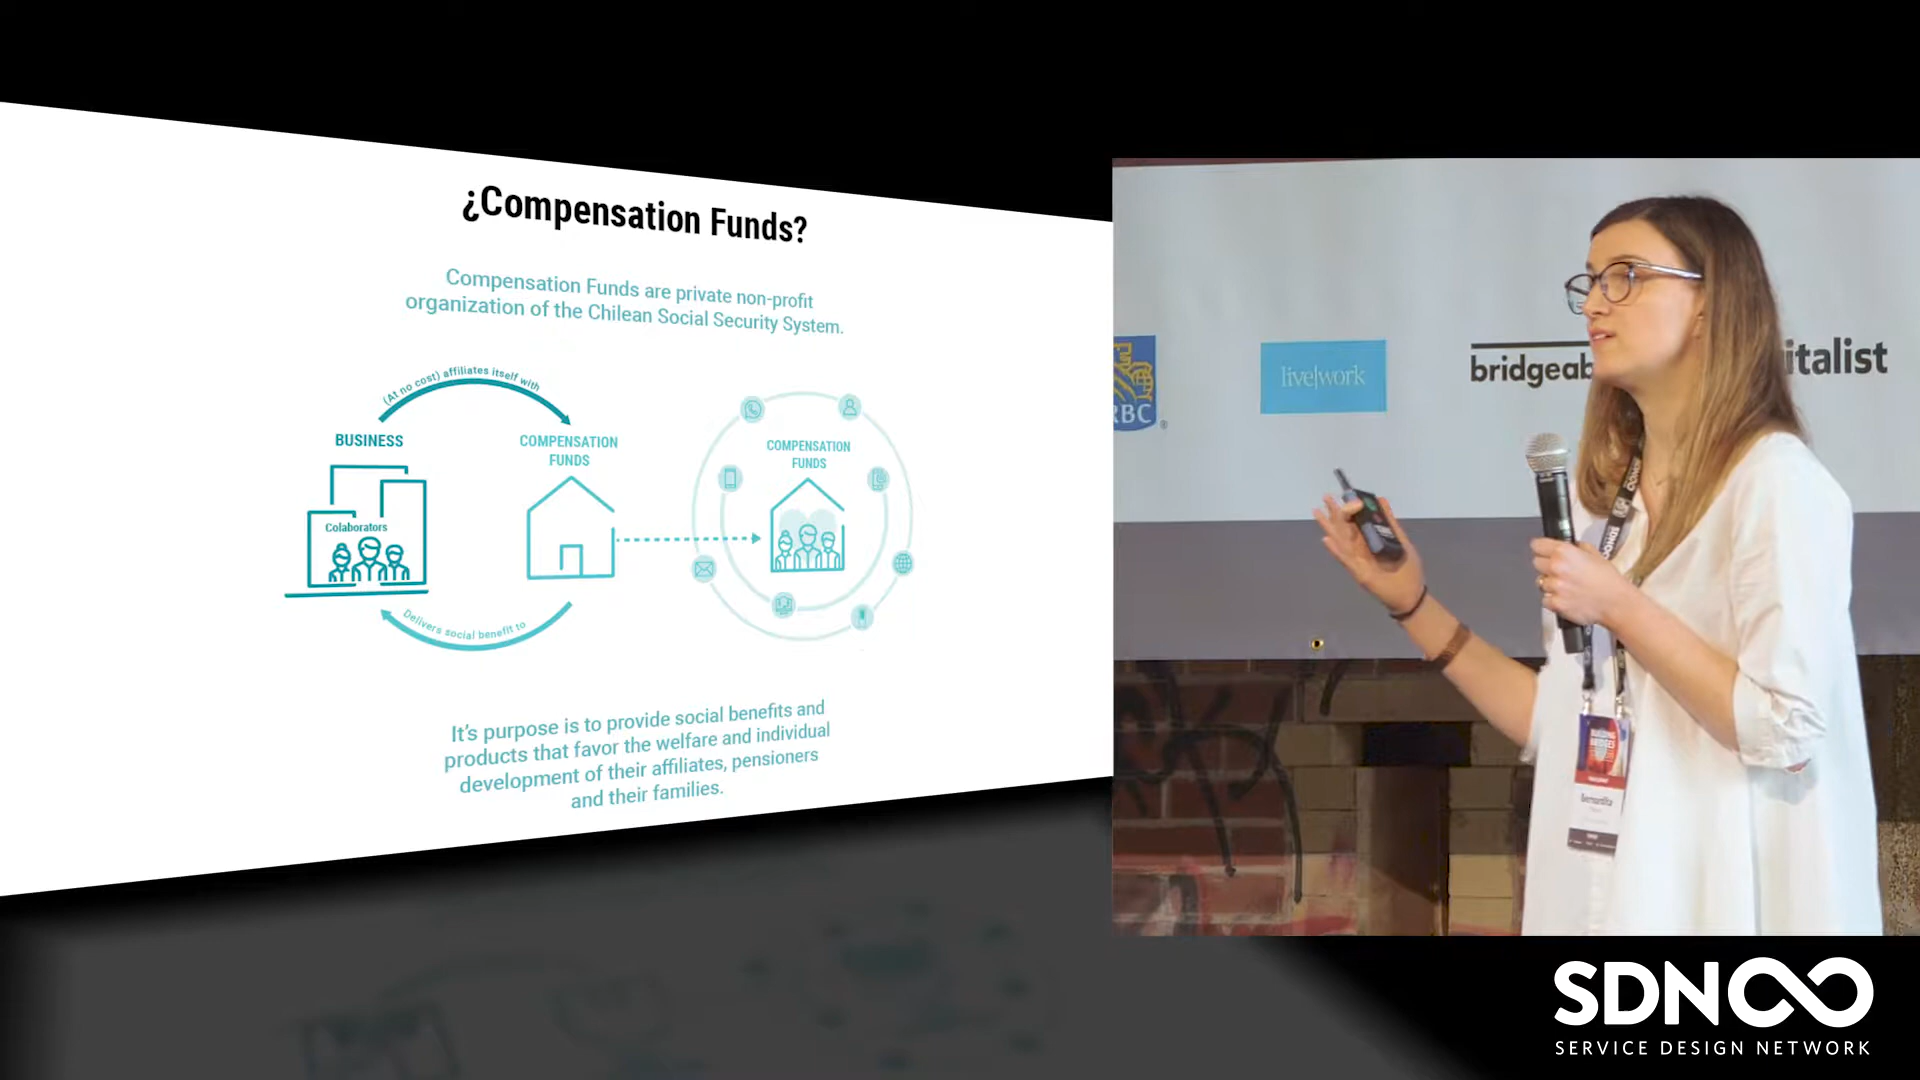 ¿Compensation Funds?
Compensation Funds are private non-profit
organization of the Chilean Social Security System.
(At no cost) affiliates itself with
BUSINESS
COMPENSATION
FUNDS
Colaborators
Delivers social benefit to
COMPENSATION
FUNDS
It's purpose is to provide social benefits and
products that favor the welfare and individual
development of their affiliates, pensioners
and their families.
RBC
®
live|work
bridgeab
italist
BUILDING
BRIDGES
Bernardita
SDN
SERVICE DESIGN NETWORK